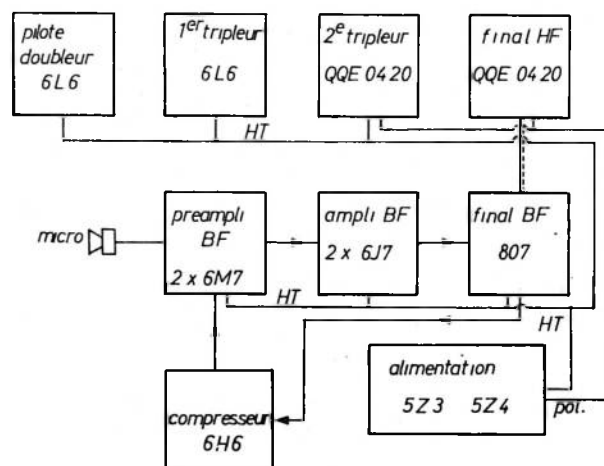 pilote
doubleur
6L6
1er tripleur
6L6
2e tripleur
QQE 04 20
final HF
QQE 04 20
HT
micro
preampli
BF
2 x 6M7
ampli BF
2 x 6J7
final BF
807
HT
HT
compresseur
6H6
alimentation
5Z3 5Z4
pol.